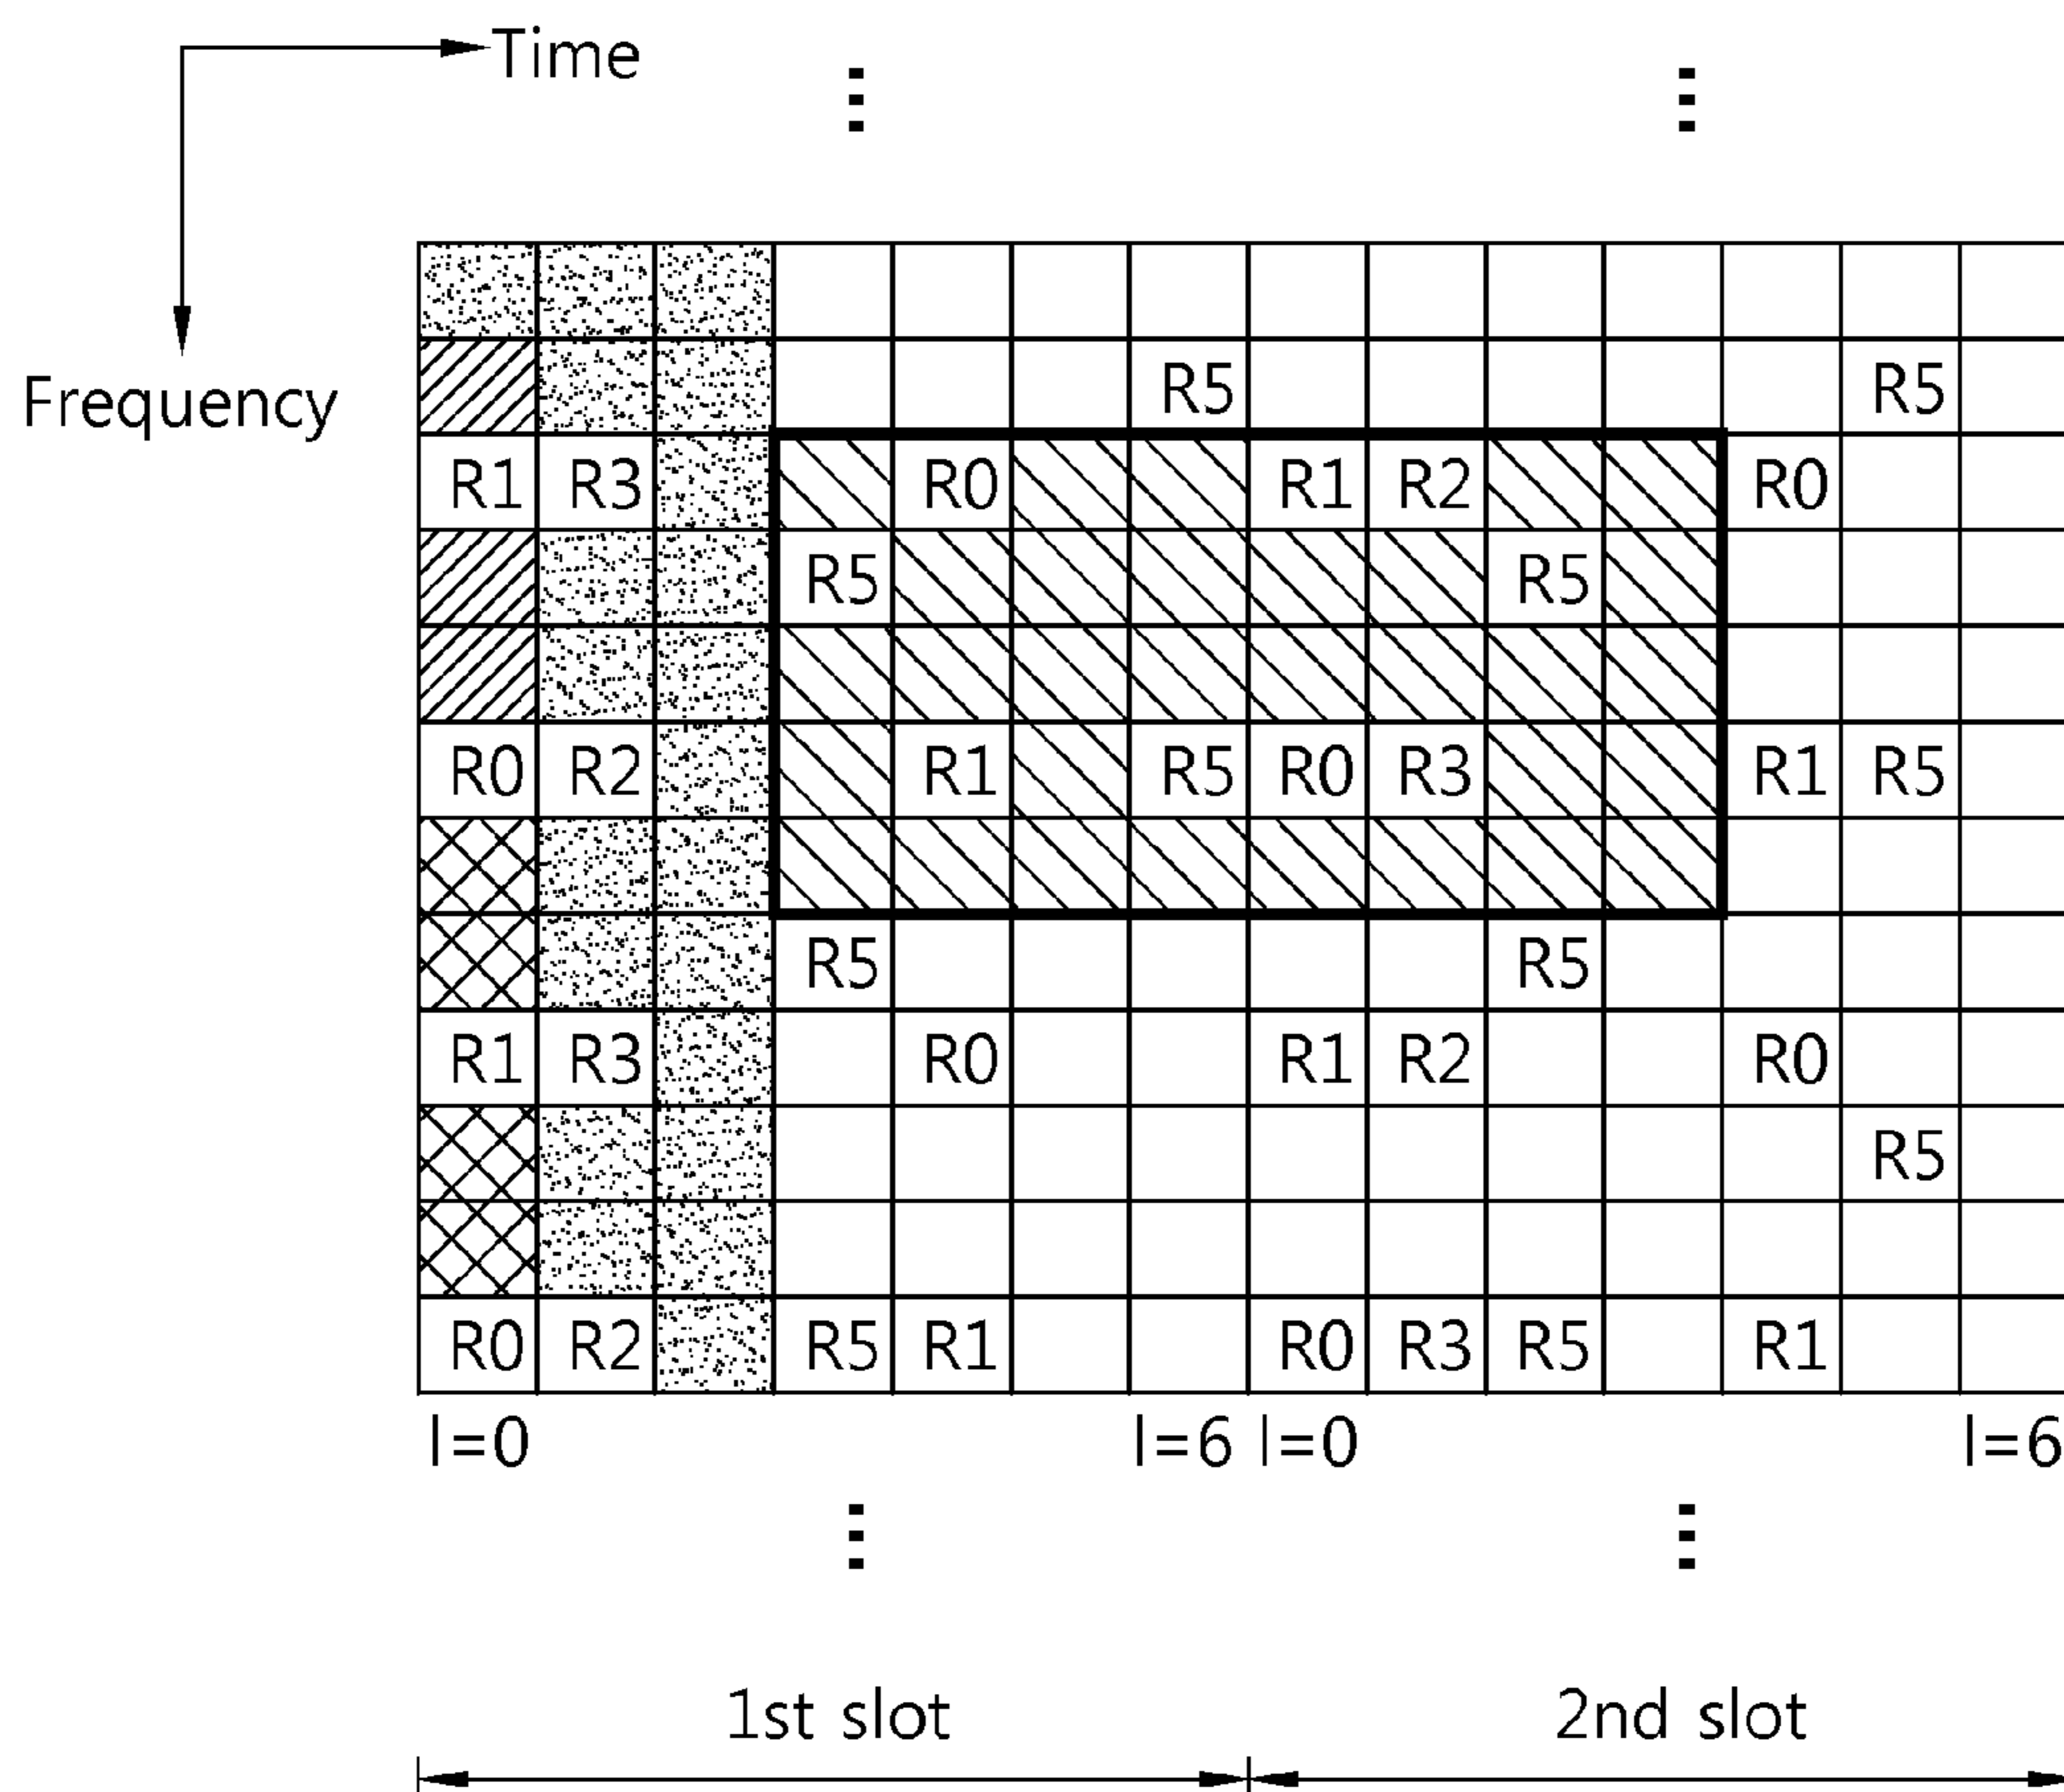 Time
Frequency
R5 R5
R1 R3 R0 R1 R2 R0
R5 R5
R0 R2 R1 R5 R0 R3 R1 R5
R5 R5
R1 R3 R0 R1 R2 R0
R5
R0 R2 R5 R1 R0 R3 R5 R1
l=0 l=6 l=0 l=6
1st slot 2nd slot